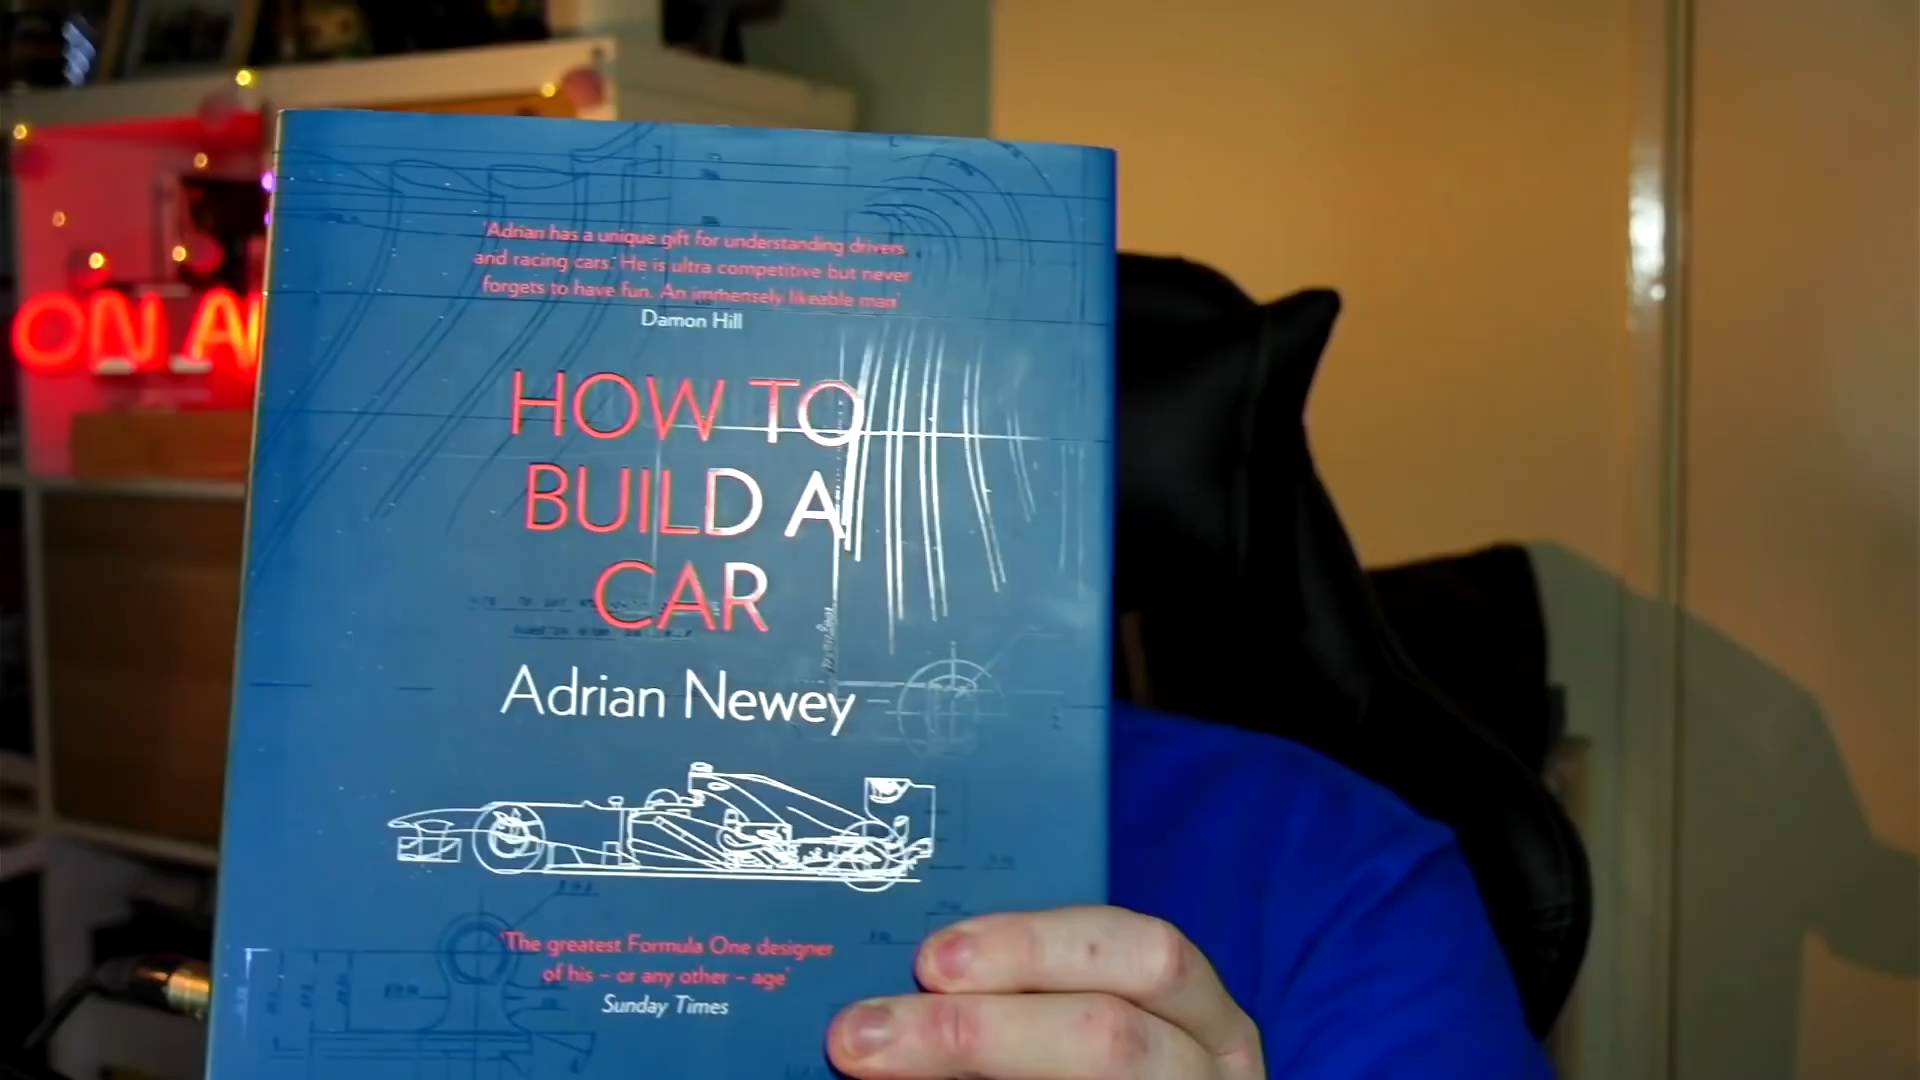 'Adrian has a unique gift for understanding drivers
and racing cars. He is ultra competitive but never
forgets to have fun. An immensely likeable man'
Damon Hill
ON A
HOW TO
BUILD A
CAR
Adrian Newey
'The greatest Formula One designer
of his – or any other – age'
Sunday Times